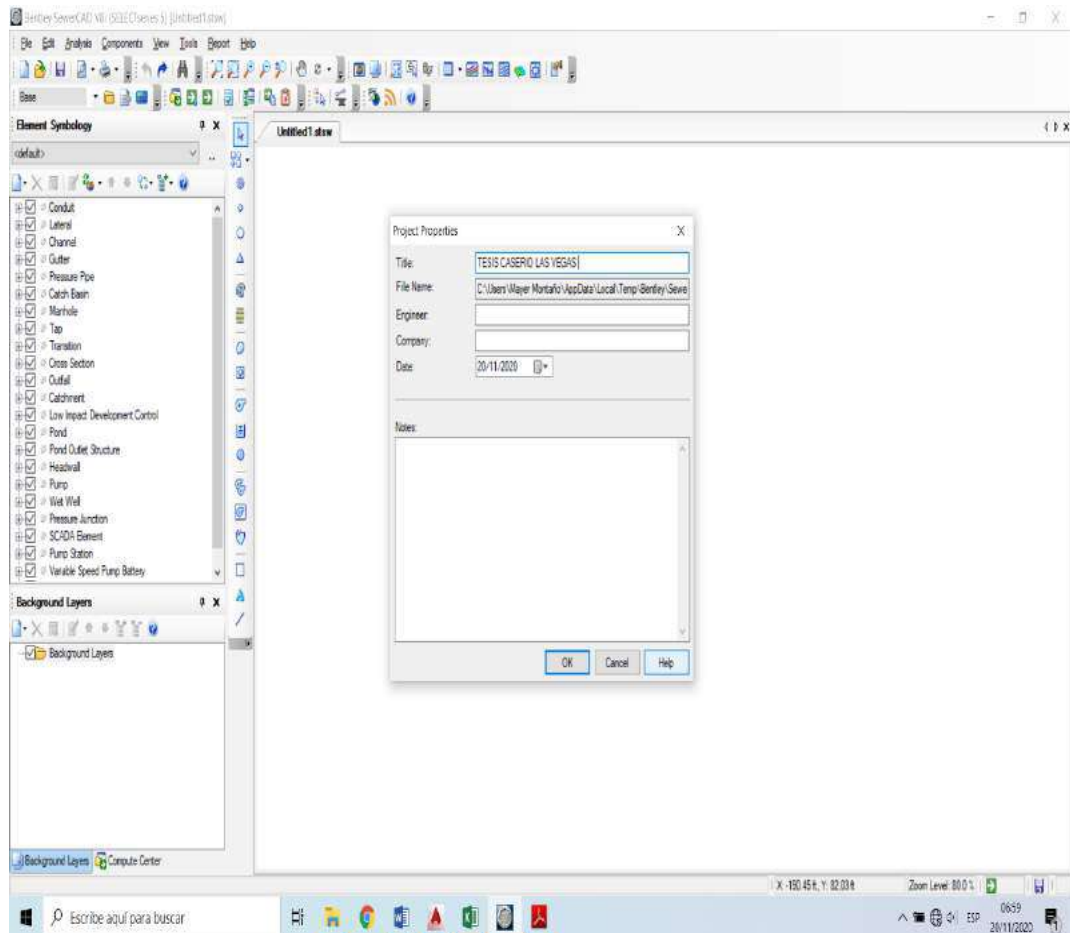 Bentley SewerCAD V8i (SELECTseries 5) [Untitled1.stsw]
File Edit Analysis Components View Tools Report Help
Base
Element Symbology
<default>
Conduit
Lateral
Channel
Gutter
Pressure Pipe
Catch Basin
Manhole
Tap
Transition
Cross Section
Outfall
Catchment
Low Impact Development Control
Pond
Pond Outlet Structure
Headwall
Pump
Wet Well
Pressure Junction
SCADA Element
Pump Station
Variable Speed Pump Battery
Background Layers
Background Layers
Background Layers Compute Center
Untitled1.stsw
Project Properties
Title: TESIS CASERIO LAS VEGAS
File Name: C:\Users\Mayer Montaño\AppData\Local\Temp\Bentley\Sewe
Engineer:
Company:
Date: 20/11/2020
Notes:
OK Cancel Help
X: -150.45 ft, Y: 82.03 ft Zoom Level: 80.0 %
Escribe aquí para buscar
ESP
06:59
20/11/2020